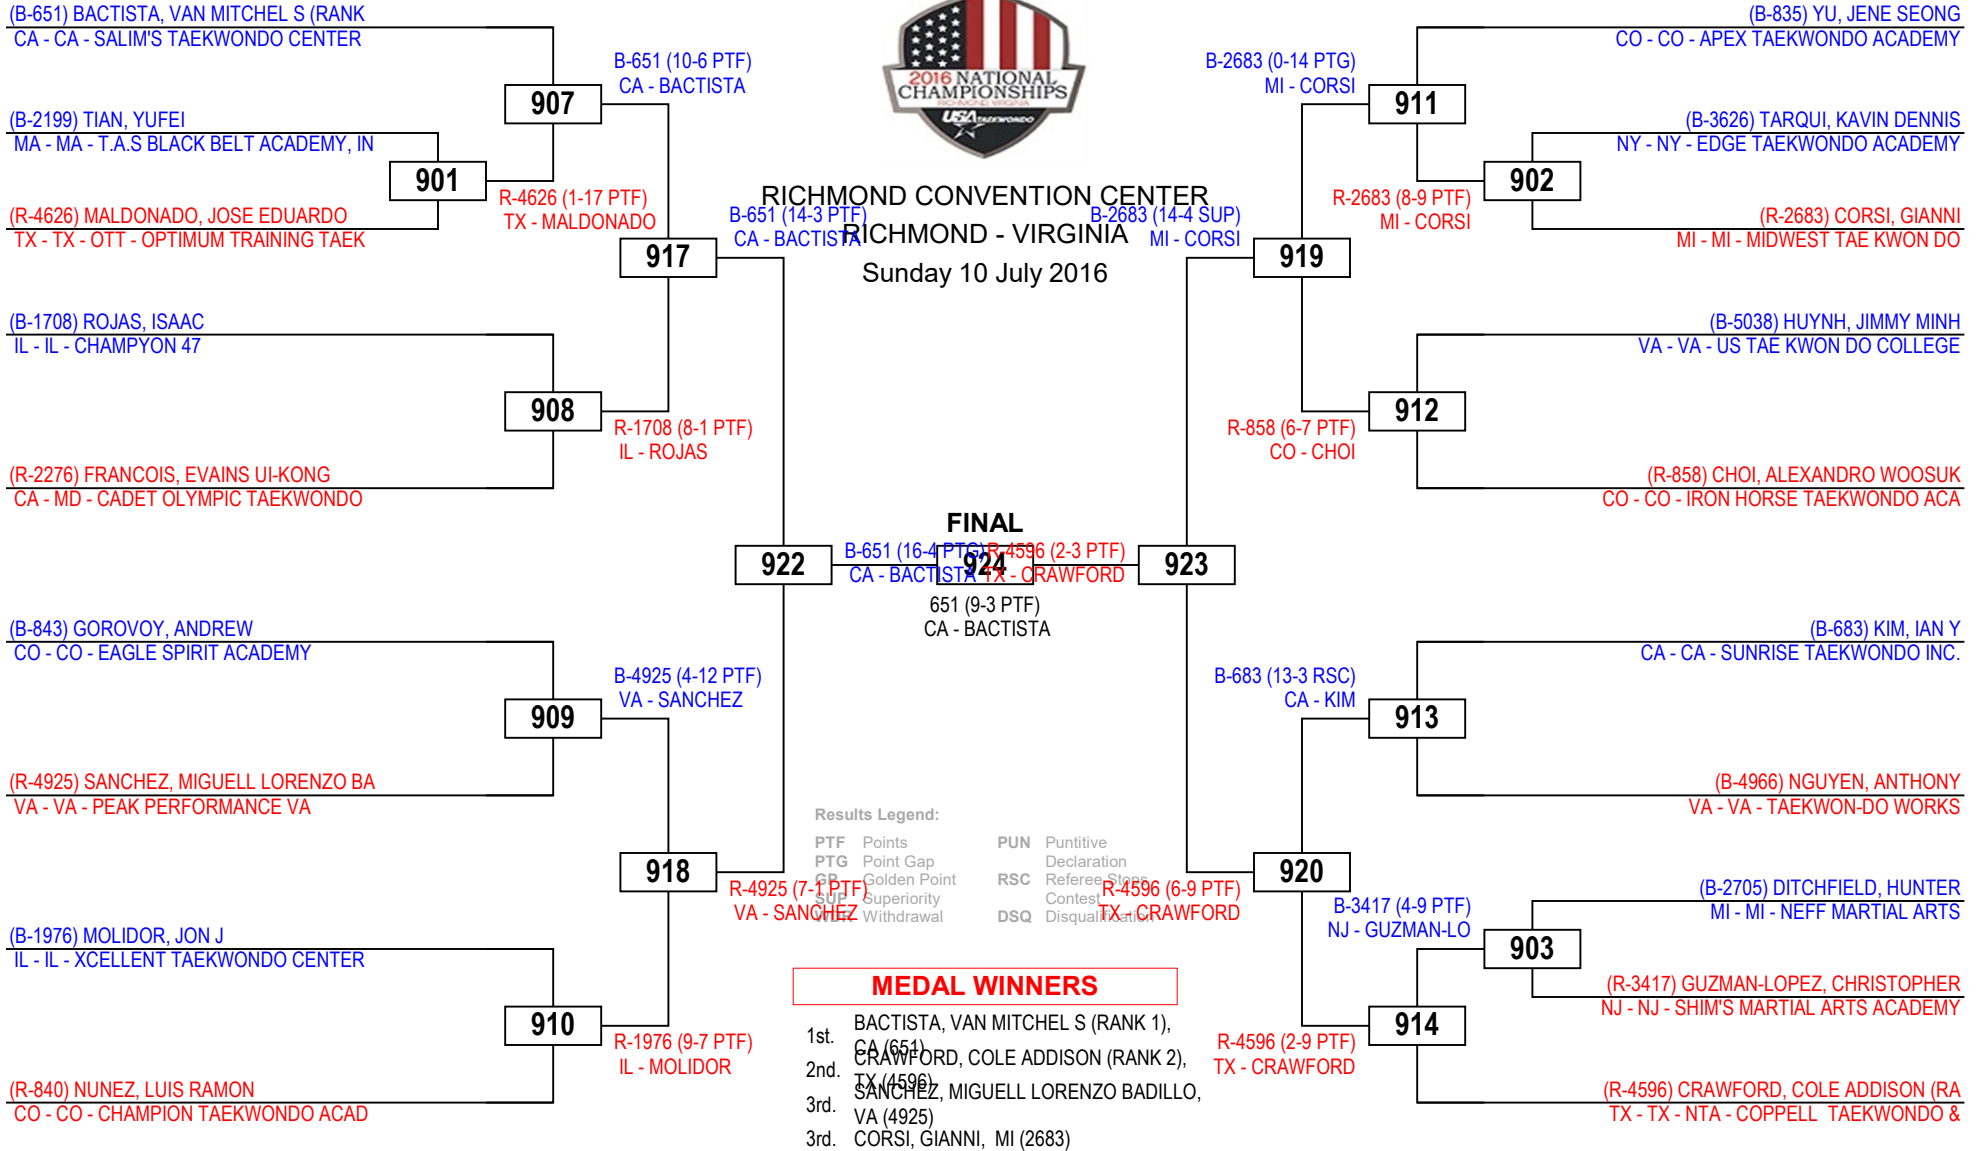 (B-651) BACTISTA, VAN MITCHEL S (RANK
CA - CA - SALIM'S TAEKWONDO CENTER
(B-2199) TIAN, YUFEI
MA - MA - T.A.S BLACK BELT ACADEMY, IN
(R-4626) MALDONADO, JOSE EDUARDO
TX - TX - OTT - OPTIMUM TRAINING TAEK
(B-1708) ROJAS, ISAAC
IL - IL - CHAMPYON 47
(R-2276) FRANCOIS, EVAINS UI-KONG
CA - MD - CADET OLYMPIC TAEKWONDO
(B-843) GOROVOY, ANDREW
CO - CO - EAGLE SPIRIT ACADEMY
(R-4925) SANCHEZ, MIGUELL LORENZO BA
VA - VA - PEAK PERFORMANCE VA
(B-1976) MOLIDOR, JON J
IL - IL - XCELLENT TAEKWONDO CENTER
(R-840) NUNEZ, LUIS RAMON
CO - CO - CHAMPION TAEKWONDO ACAD
901
R-4626 (1-17 PTF)
TX - MALDONADO
907
B-651 (10-6 PTF)
CA - BACTISTA
908
R-1708 (8-1 PTF)
IL - ROJAS
909
B-4925 (4-12 PTF)
VA - SANCHEZ
910
R-1976 (9-7 PTF)
IL - MOLIDOR
917
B-651 (14-3 PTF)
CA - BACTISTA
918
R-4925 (7-1 PTF)
VA - SANCHEZ
922
B-651 (16-4 PTG)
CA - BACTISTA
2016 NATIONAL
CHAMPIONSHIPS
RICHMOND VIRGINIA
USA TAEKWONDO
RICHMOND CONVENTION CENTER
RICHMOND - VIRGINIA
Sunday 10 July 2016
FINAL
924
651 (9-3 PTF)
CA - BACTISTA
R-4596 (2-3 PTF)
TX - CRAWFORD
923
B-2683 (14-4 SUP)
MI - CORSI
919
R-4596 (6-9 PTF)
TX - CRAWFORD
920
B-2683 (0-14 PTG)
MI - CORSI
911
R-2683 (8-9 PTF)
MI - CORSI
902
R-858 (6-7 PTF)
CO - CHOI
912
B-683 (13-3 RSC)
CA - KIM
913
B-3417 (4-9 PTF)
NJ - GUZMAN-LO
903
R-4596 (2-9 PTF)
TX - CRAWFORD
914
(B-835) YU, JENE SEONG
CO - CO - APEX TAEKWONDO ACADEMY
(B-3626) TARQUI, KAVIN DENNIS
NY - NY - EDGE TAEKWONDO ACADEMY
(R-2683) CORSI, GIANNI
MI - MI - MIDWEST TAE KWON DO
(B-5038) HUYNH, JIMMY MINH
VA - VA - US TAE KWON DO COLLEGE
(R-858) CHOI, ALEXANDRO WOOSUK
CO - CO - IRON HORSE TAEKWONDO ACA
(B-683) KIM, IAN Y
CA - CA - SUNRISE TAEKWONDO INC.
(B-4966) NGUYEN, ANTHONY
VA - VA - TAEKWON-DO WORKS
(B-2705) DITCHFIELD, HUNTER
MI - MI - NEFF MARTIAL ARTS
(R-3417) GUZMAN-LOPEZ, CHRISTOPHER
NJ - NJ - SHIM'S MARTIAL ARTS ACADEMY
(R-4596) CRAWFORD, COLE ADDISON (RA
TX - TX - NTA - COPPELL TAEKWONDO &
Results Legend:
PTF Points
PTG Point Gap
GP Golden Point
SUP Superiority
WDR Withdrawal
PUN Puntitive
Declaration
RSC Referee Stops
Contest
DSQ Disqualification
MEDAL WINNERS
1st. BACTISTA, VAN MITCHEL S (RANK 1),
CA (651)
2nd. CRAWFORD, COLE ADDISON (RANK 2),
TX (4596)
3rd. SANCHEZ, MIGUELL LORENZO BADILLO,
VA (4925)
3rd. CORSI, GIANNI, MI (2683)